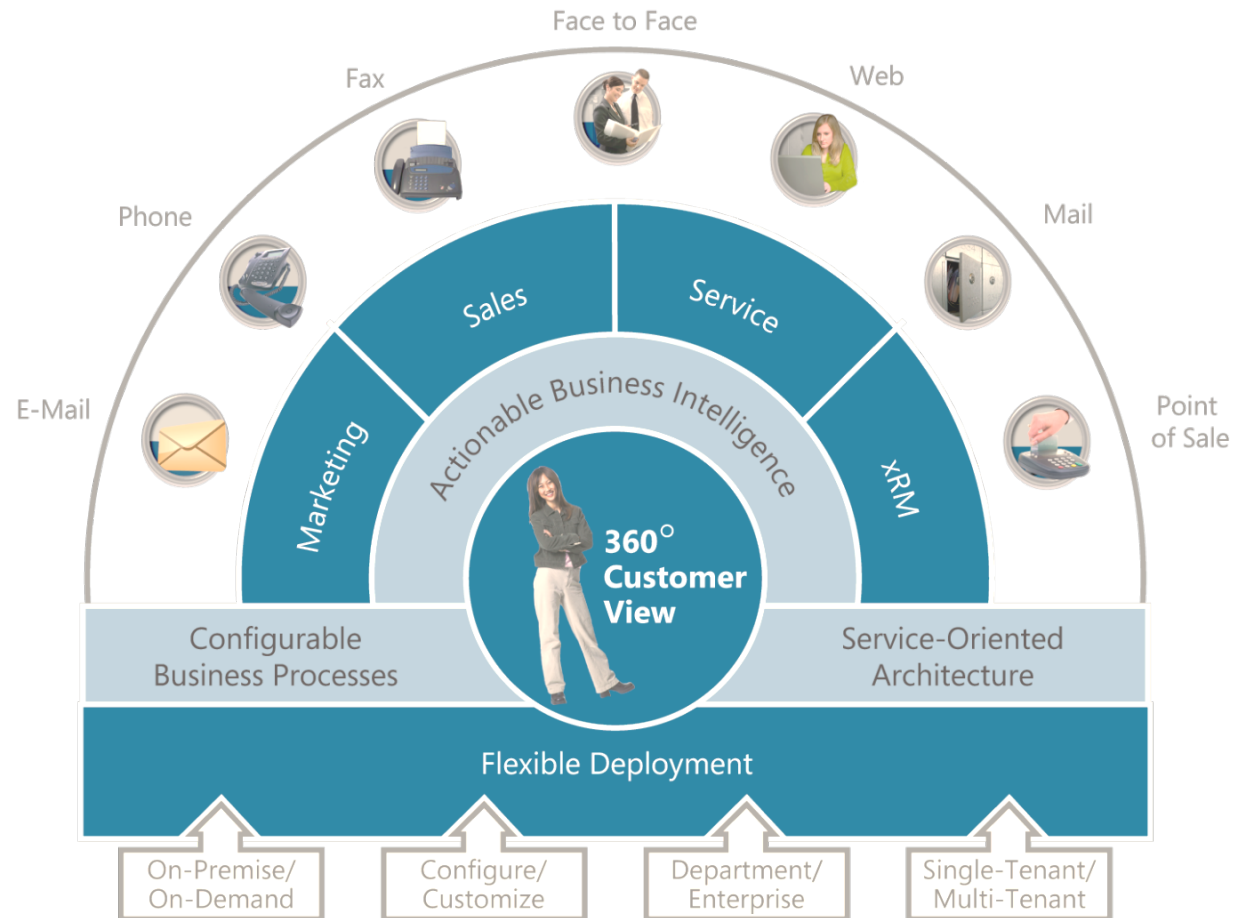 Face to Face
Fax
Web
Phone
Mail
E-Mail
Point
of Sale
Sales
Service
Marketing
xRM
Actionable Business Intelligence
360°
Customer
View
Configurable
Business Processes
Service-Oriented
Architecture
Flexible Deployment
On-Premise/
On-Demand
Configure/
Customize
Department/
Enterprise
Single-Tenant/
Multi-Tenant